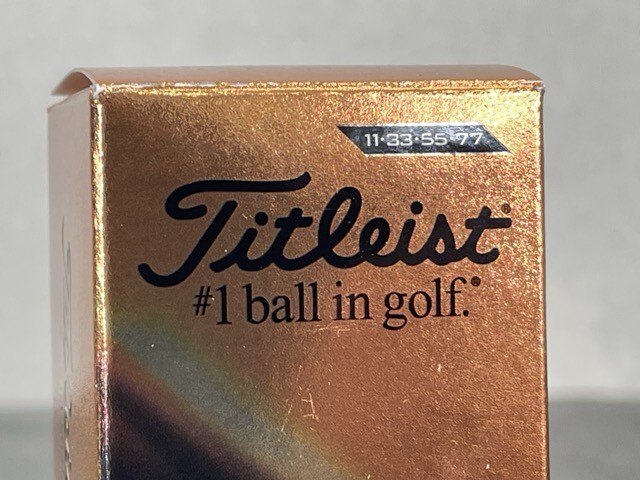 11•33•55•77
Titleist®
#1 ball in golf.®